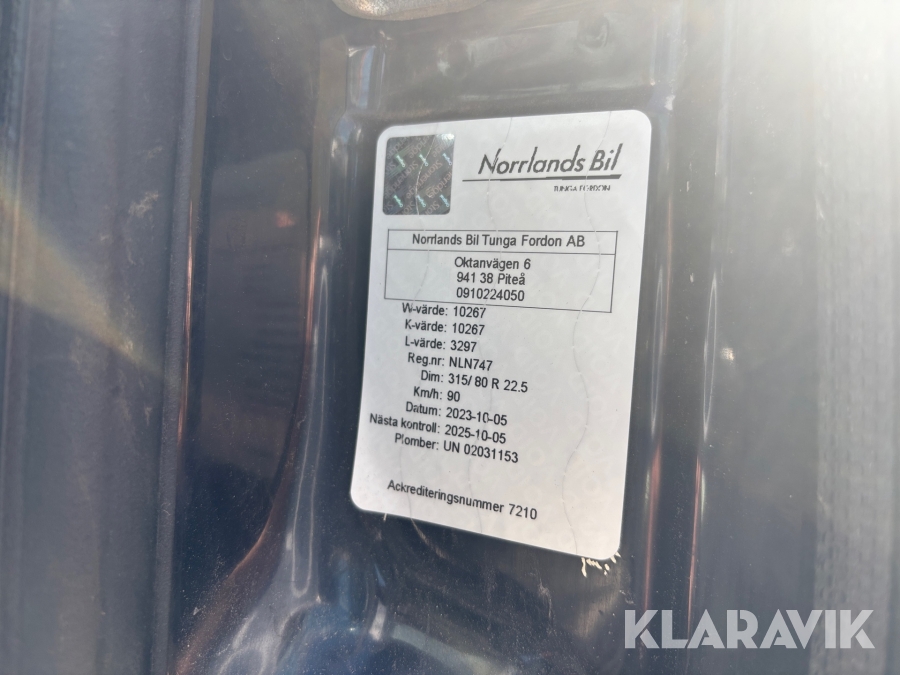 Norrlands Bil
TUNGA FORDON
Norrlands Bil Tunga Fordon AB
Oktanvägen 6
941 38 Piteå
0910224050
W-värde: 10267
K-värde: 10267
L-värde: 3297
Reg.nr: NLN747
Dim: 315/ 80 R 22.5
Km/h: 90
Datum: 2023-10-05
Nästa kontroll: 2025-10-05
Plomber: UN 02031153
Ackrediteringsnummer 7210
KLARAVIK